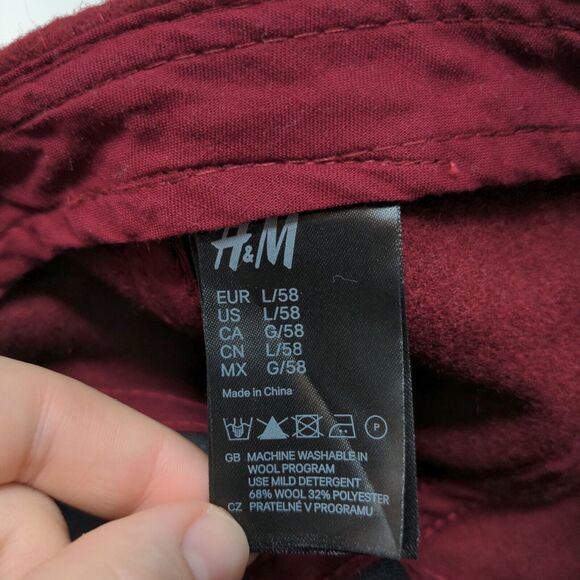 H&M
EUR L/58
US L/58
CA G/58
CN L/58
MX G/58
Made in China
P
GB MACHINE WASHABLE IN
WOOL PROGRAM
USE MILD DETERGENT
68% WOOL 32% POLYESTER
CZ PRATELNÉ V PROGRAMU